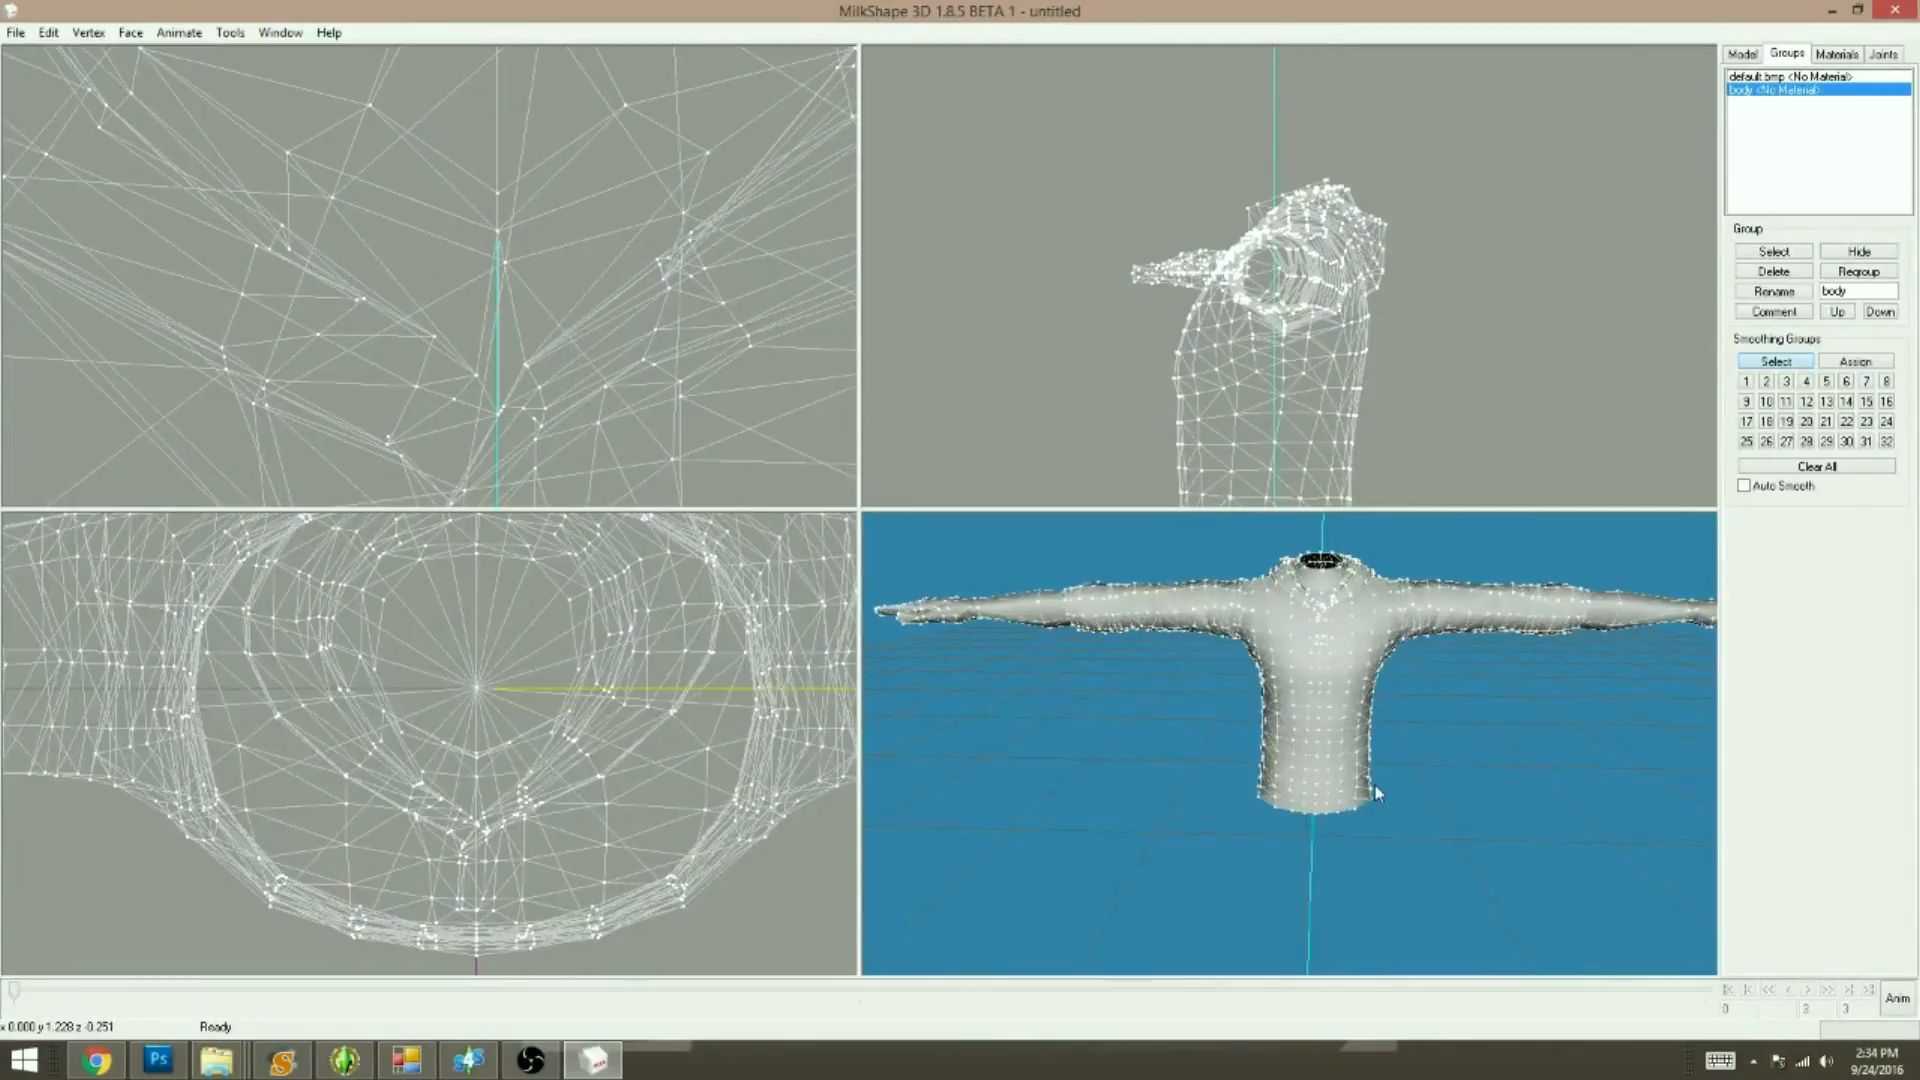 MilkShape 3D 1.8.5 BETA 1 - untitled
File Edit Vertex Face Animate Tools Window Help
Model Groups Materials Joints
default.bmp <No Material>
body <No Material>
Group
Select Hide
Delete Regroup
Rename body
Comment Up Down
Smoothing Groups
Select Assign
1 2 3 4 5 6 7 8
9 10 11 12 13 14 15 16
17 18 19 20 21 22 23 24
25 26 27 28 29 30 31 32
Clear All
Auto Smooth
Anim
0 3 3
x 0.000 y 1.228 z -0.251 Ready
Ps
2:34 PM
9/24/2016